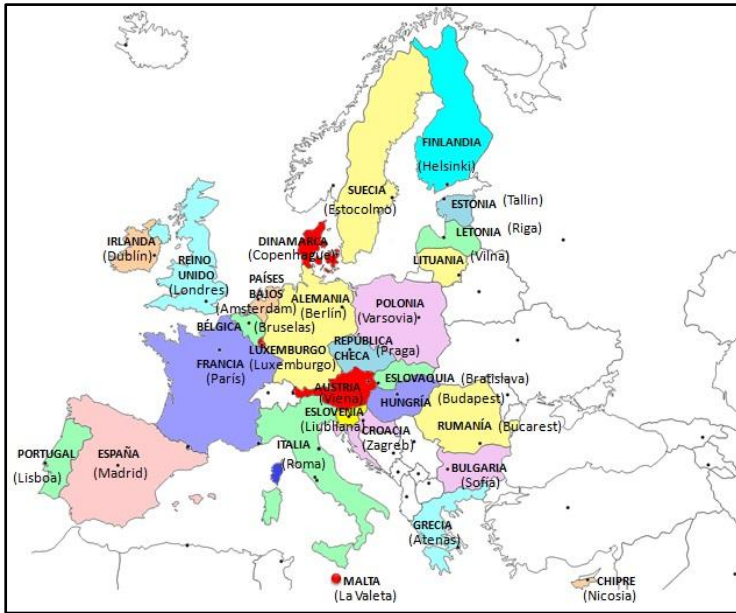 FINLANDIA
(Helsinki)
SUECIA
(Estocolmo)
ESTONIA (Tallin)
LETONIA (Riga)
LITUANIA (Vilna)
IRLANDA
(Dublín)
REINO
UNIDO
(Londres)
DINAMARCA
(Copenhague)
PAÍSES
BAJOS
(Amsterdam)
ALEMANIA
(Berlín)
POLONIA
(Varsovia)
BÉLGICA (Bruselas)
LUXEMBURGO
(Luxemburgo)
REPÚBLICA
CHECA (Praga)
FRANCIA
(París)
AUSTRIA
(Viena)
ESLOVAQUIA (Bratislava)
HUNGRÍA (Budapest)
ESLOVENIA
(Liubliana)
CROACIA
(Zagreb)
RUMANÍA (Bucarest)
PORTUGAL
(Lisboa)
ESPAÑA
(Madrid)
ITALIA
(Roma)
BULGARIA
(Sofía)
GRECIA
(Atenas)
MALTA
(La Valeta)
CHIPRE
(Nicosia)